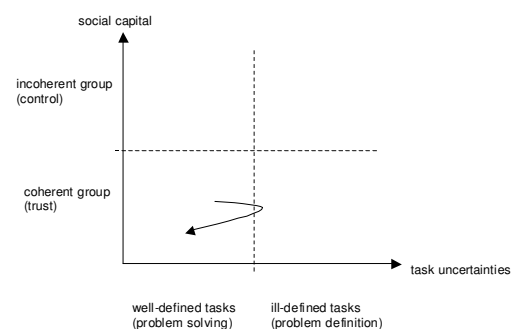 social capital
incoherent group
(control)
coherent group
(trust)
task uncertainties
well-defined tasks
(problem solving)
ill-defined tasks
(problem definition)